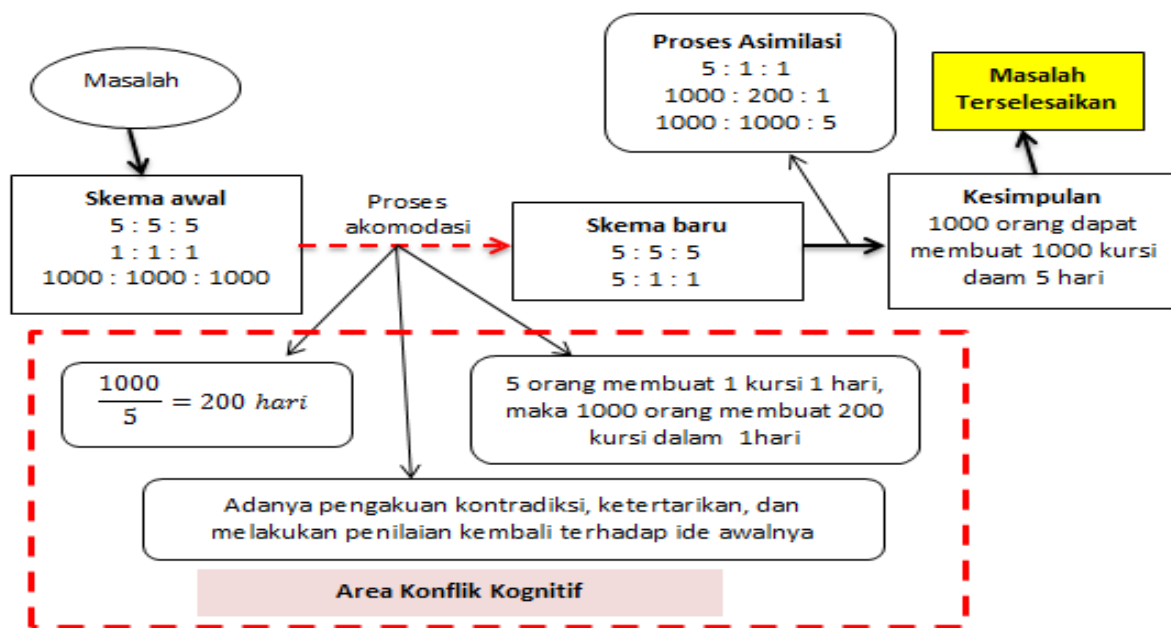 Masalah
Skema awal
5 : 5 : 5
1 : 1 : 1
1000 : 1000 : 1000
Proses
akomodasi
Skema baru
5 : 5 : 5
5 : 1 : 1
Proses Asimilasi
5 : 1 : 1
1000 : 200 : 1
1000 : 1000 : 5
Kesimpulan
1000 orang dapat
membuat 1000 kursi
daam 5 hari
Masalah
Terselesaikan
1000/5 = 200 hari
5 orang membuat 1 kursi 1 hari,
maka 1000 orang membuat 200
kursi dalam 1hari
Adanya pengakuan kontradiksi, ketertarikan, dan
melakukan penilaian kembali terhadap ide awalnya
Area Konflik Kognitif